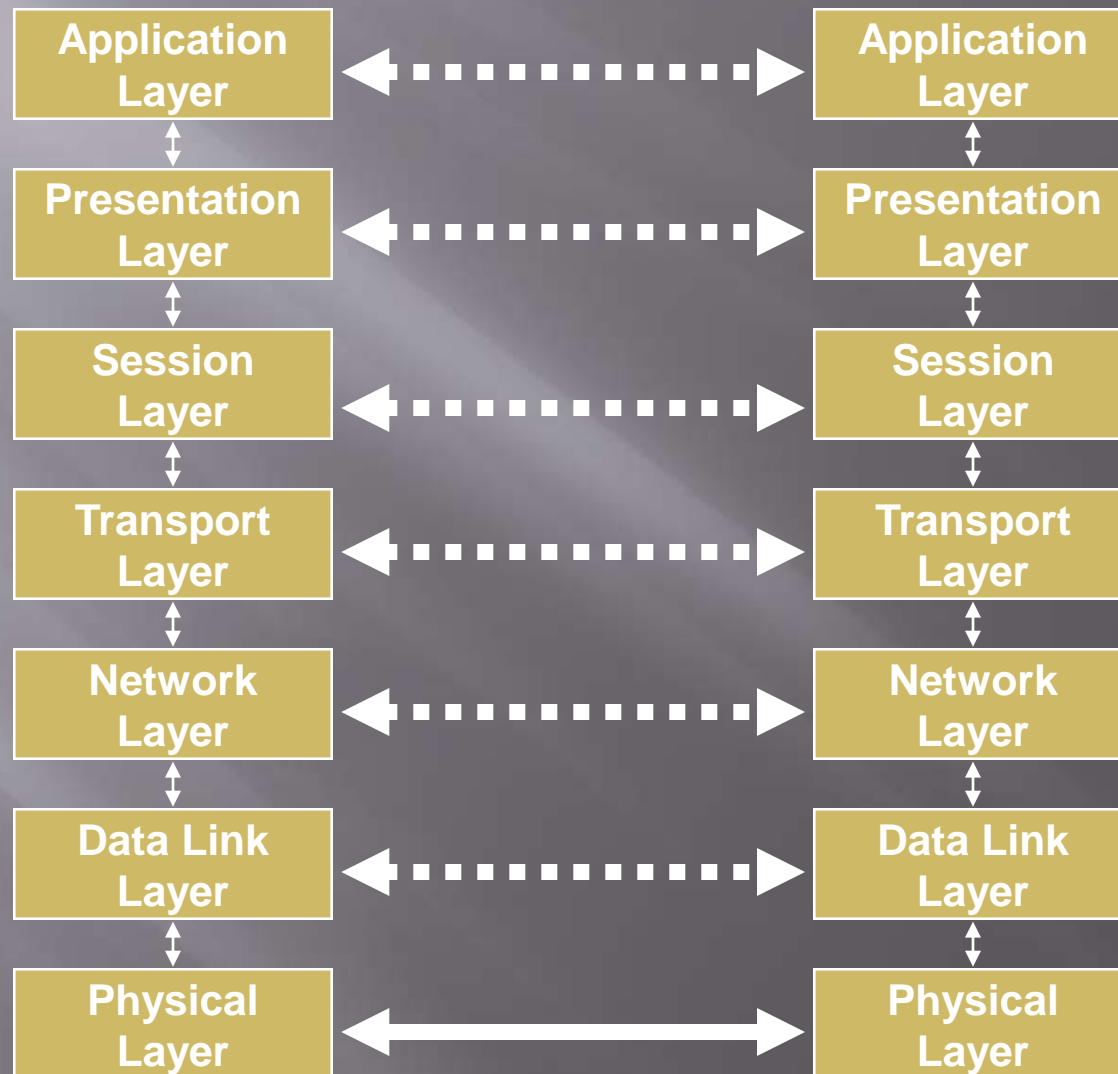 Application
Layer
Application
Layer
Presentation
Layer
Presentation
Layer
Session
Layer
Session
Layer
Transport
Layer
Transport
Layer
Network
Layer
Network
Layer
Data Link
Layer
Data Link
Layer
Physical
Layer
Physical
Layer